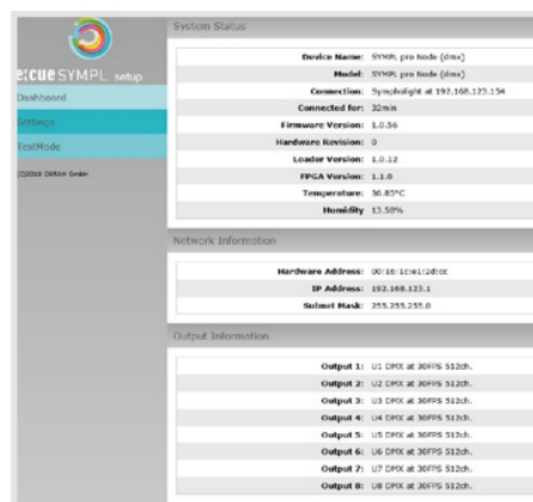 e:cue SYMPL setup
Dashboard
Settings
TestMode
(C)2016 OSRAM GmbH
System Status
Device Name: SYMPL pro Node (dmx)
Model: SYMPL pro Node (dmx)
Connection: Sympholight at 192.168.123.154
Connected for: 32min
Firmware Version: 1.0.56
Hardware Revision: 0
Loader Version: 1.0.12
FPGA Version: 1.1.0
Temperature: 36.85°C
Humidity 13.58%
Network Information
Hardware Address: 00:16:1c:e1:2d:cc
IP Address: 192.168.123.1
Subnet Mask: 255.255.255.0
Output Information
Output 1: U1 DMX at 30FPS 512ch.
Output 2: U2 DMX at 30FPS 512ch.
Output 3: U3 DMX at 30FPS 512ch.
Output 4: U4 DMX at 30FPS 512ch.
Output 5: U5 DMX at 30FPS 512ch.
Output 6: U6 DMX at 30FPS 512ch.
Output 7: U7 DMX at 30FPS 512ch.
Output 8: U8 DMX at 30FPS 512ch.